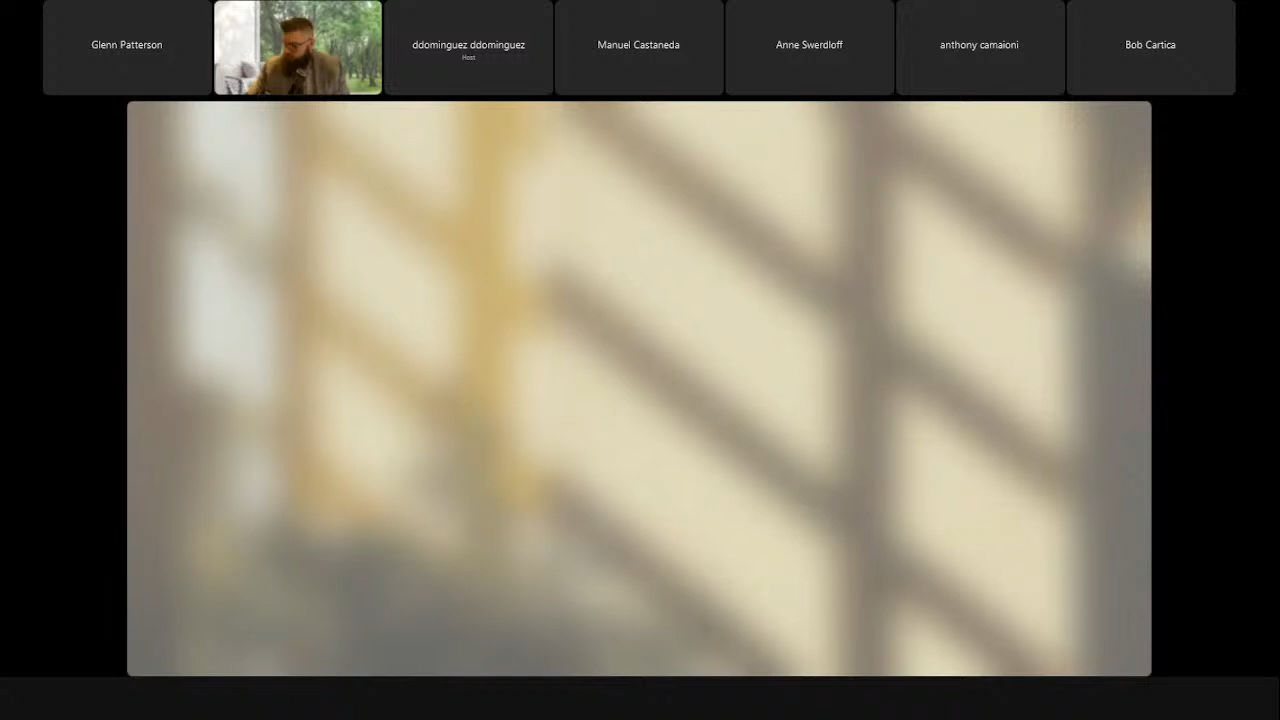 Glenn Patterson
ddominguez ddominguez
Host
Manuel Castaneda
Anne Swerdloff
anthony camaioni
Bob Cartica